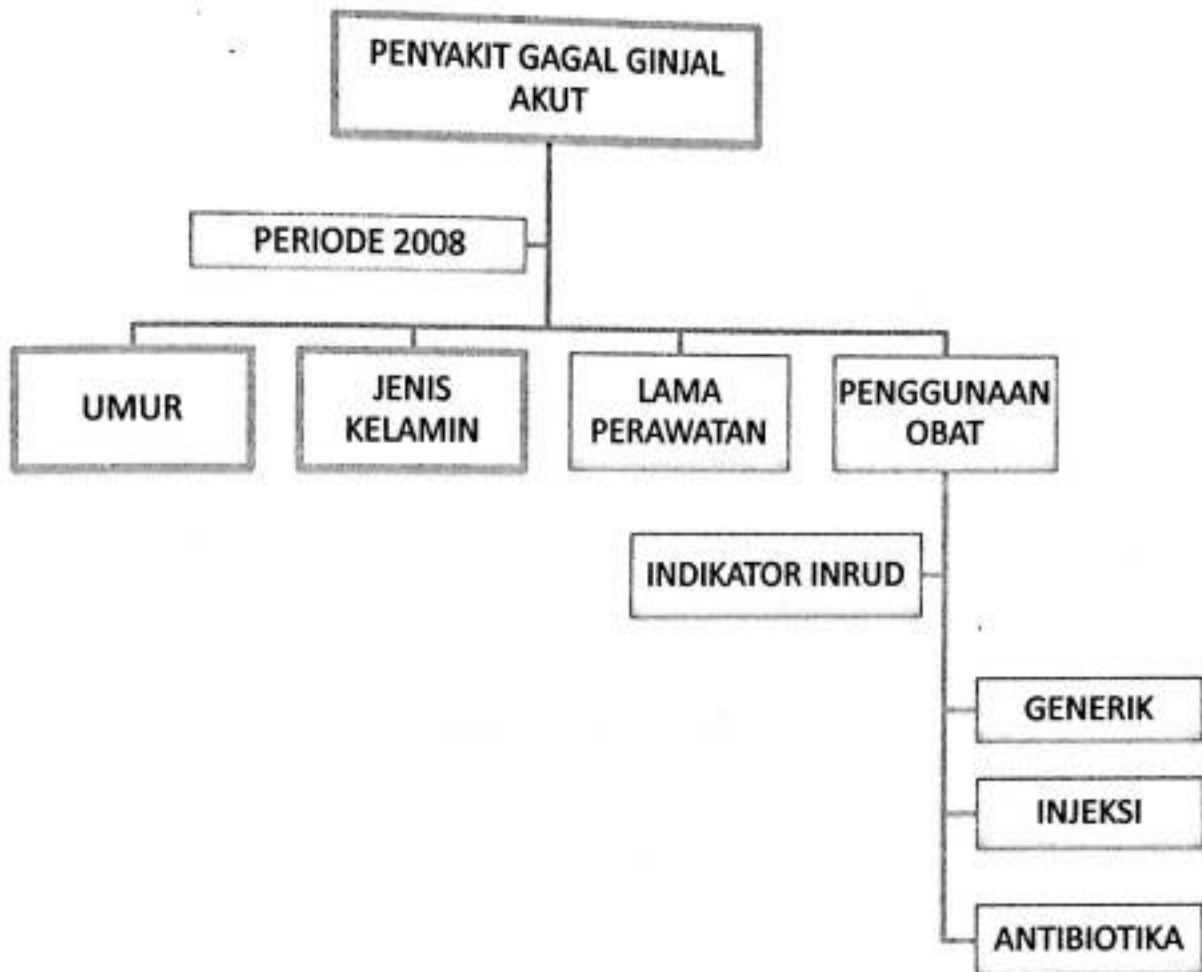 PENYAKIT GAGAL GINJAL
AKUT
PERIODE 2008
UMUR
JENIS
KELAMIN
LAMA
PERAWATAN
PENGGUNAAN
OBAT
INDIKATOR INRUD
GENERIK
INJEKSI
ANTIBIOTIKA